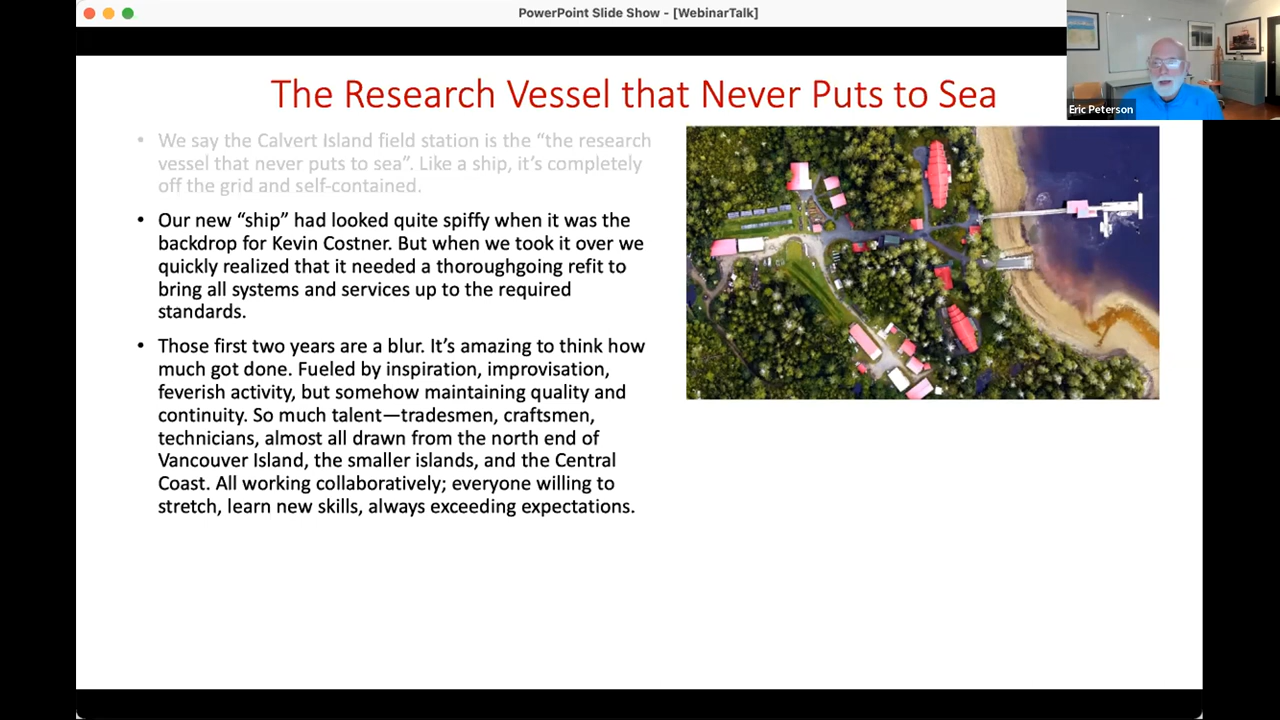 PowerPoint Slide Show - [WebinarTalk]
Eric Peterson
The Research Vessel that Never Puts to Sea
• We say the Calvert Island field station is the “the research
vessel that never puts to sea”. Like a ship, it’s completely
off the grid and self-contained.
• Our new “ship” had looked quite spiffy when it was the
backdrop for Kevin Costner. But when we took it over we
quickly realized that it needed a thoroughgoing refit to
bring all systems and services up to the required
standards.
• Those first two years are a blur. It’s amazing to think how
much got done. Fueled by inspiration, improvisation,
feverish activity, but somehow maintaining quality and
continuity. So much talent—tradesmen, craftsmen,
technicians, almost all drawn from the north end of
Vancouver Island, the smaller islands, and the Central
Coast. All working collaboratively; everyone willing to
stretch, learn new skills, always exceeding expectations.